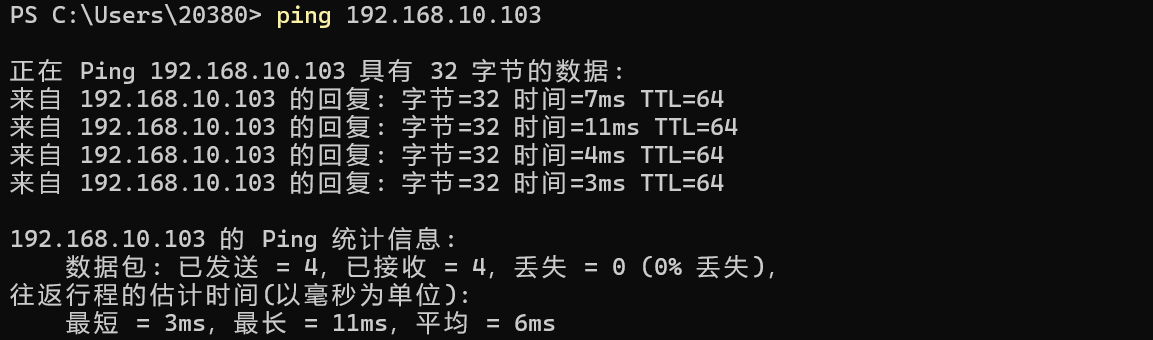 PS C:\Users\20380> ping 192.168.10.103
正在 Ping 192.168.10.103 具有 32 字节的数据:
来自 192.168.10.103 的回复: 字节=32 时间=7ms TTL=64
来自 192.168.10.103 的回复: 字节=32 时间=11ms TTL=64
来自 192.168.10.103 的回复: 字节=32 时间=4ms TTL=64
来自 192.168.10.103 的回复: 字节=32 时间=3ms TTL=64
192.168.10.103 的 Ping 统计信息:
    数据包: 已发送 = 4, 已接收 = 4, 丢失 = 0 (0% 丢失),
往返行程的估计时间(以毫秒为单位):
    最短 = 3ms, 最长 = 11ms, 平均 = 6ms